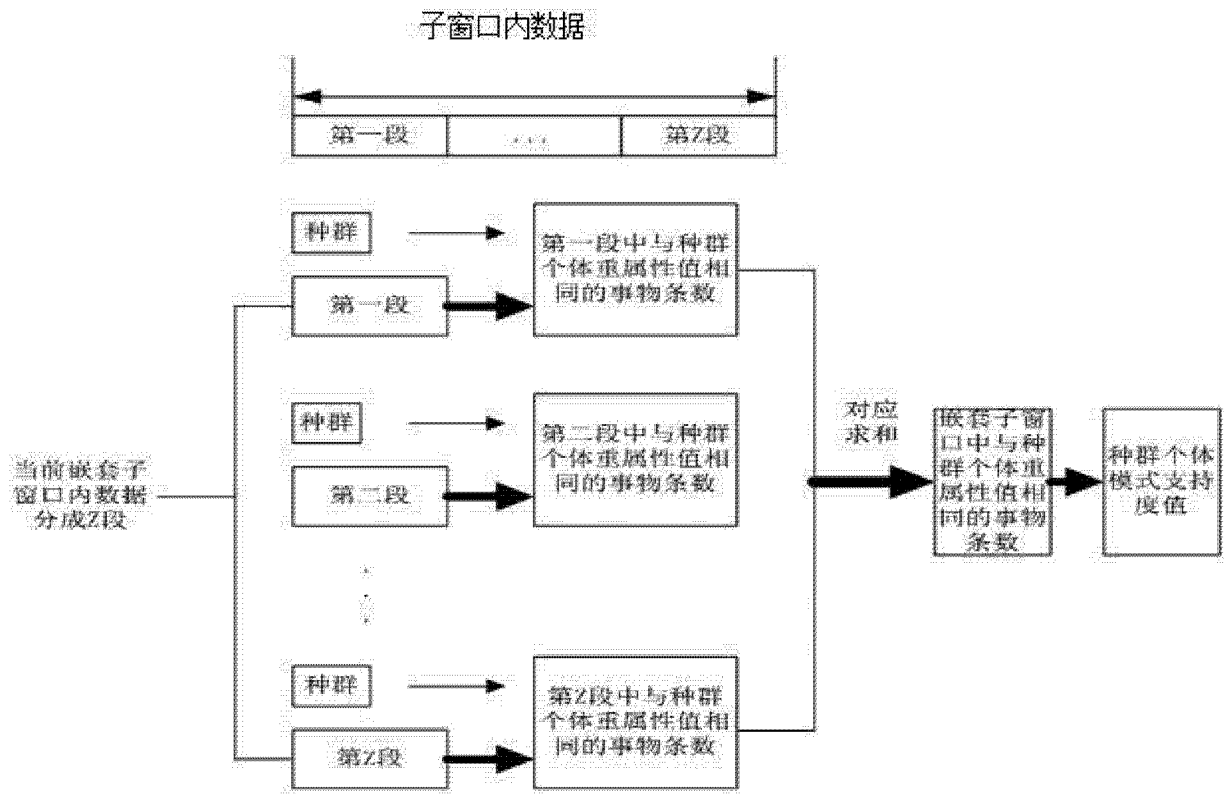 子窗口内数据
第一段
...
第Z段
种群
第一段
第一段中与种群
个体重属性值相
同的事物条数
种群
第二段
第二段中与种群
个体重属性值相
同的事物条数
当前嵌套子
窗口内数据
分成Z段
种群
第Z段
第Z段中与种群
个体重属性值相
同的事物条数
对应
求和
嵌套子窗
口中与种
群个体重
属性值相
同的事物
条数
种群个体
模式支持
度值